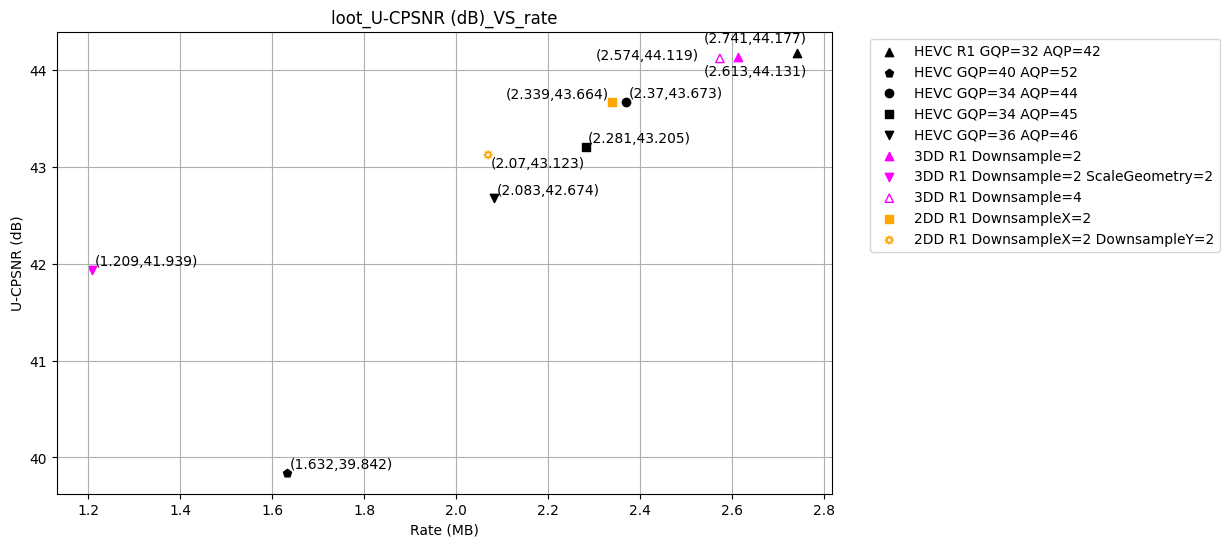 loot_U-CPSNR (dB)_VS_rate
(2.741,44.177)
(2.574,44.119)
(2.613,44.131)
(2.339,43.664)
(2.37,43.673)
(2.281,43.205)
(2.07,43.123)
(2.083,42.674)
(1.209,41.939)
(1.632,39.842)
44
43
42
41
40
U-CPSNR (dB)
1.2
1.4
1.6
1.8
2.0
2.2
2.4
2.6
2.8
Rate (MB)
HEVC R1 GQP=32 AQP=42
HEVC GQP=40 AQP=52
HEVC GQP=34 AQP=44
HEVC GQP=34 AQP=45
HEVC GQP=36 AQP=46
3DD R1 Downsample=2
3DD R1 Downsample=2 ScaleGeometry=2
3DD R1 Downsample=4
2DD R1 DownsampleX=2
2DD R1 DownsampleX=2 DownsampleY=2